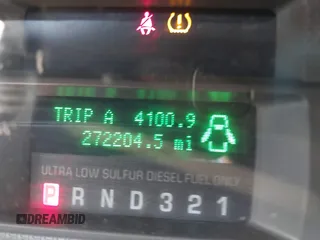 TRIP A 4100.9
272204.5 mi
ULTRA LOW SULFUR DIESEL FUEL ONLY
P R N D 3 2 1
DREAMBID